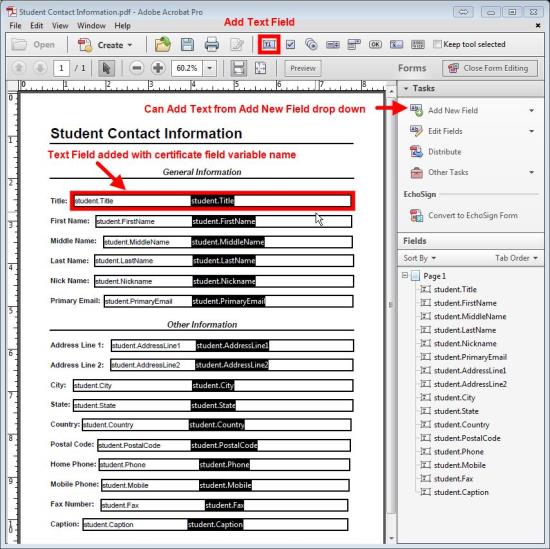 Student Contact Information.pdf - Adobe Acrobat Pro
Add Text Field
File Edit View Window Help
Open Create OK Keep tool selected
1 / 1 60.2% Preview Forms Close Form Editing
0 1 2 3 4 5 6 7 8
Tasks
Can Add Text from Add New Field drop down
Add New Field
Edit Fields
Distribute
Other Tasks
EchoSign
Convert to EchoSign Form
Fields
Sort By Tab Order
Page 1
student.Title
student.FirstName
student.MiddleName
student.LastName
student.Nickname
student.PrimaryEmail
student.AddressLine1
student.AddressLine2
student.City
student.State
student.Country
student.PostalCode
student.Phone
student.Mobile
student.Fax
student.Caption
Student Contact Information
Text Field added with certificate field variable name
General Information
Title: student.Title student.Title
First Name: student.FirstName student.FirstName
Middle Name: student.MiddleName student.MiddleName
Last Name: student.LastName student.LastName
Nick Name: student.Nickname student.Nickname
Primary Email: student.PrimaryEmail student.PrimaryEmail
Other Information
Address Line 1: student.AddressLine1 student.AddressLine1
Address Line 2: student.AddressLine2 student.AddressLine2
City: student.City student.City
State: student.State student.State
Country: student.Country student.Country
Postal Code: student.PostalCode student.PostalCode
Home Phone: student.Phone student.Phone
Mobile Phone: student.Mobile student.Mobile
Fax Number: student.Fax student.Fax
Caption: student.Caption student.Caption